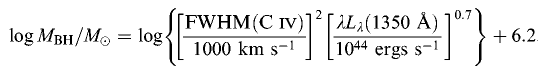 log M_BH/M_⊙ = log{[FWHM(C IV)/1000 km s^−1]^2 [λL_λ(1350 Å)/10^44 ergs s^−1]^0.7} + 6.2